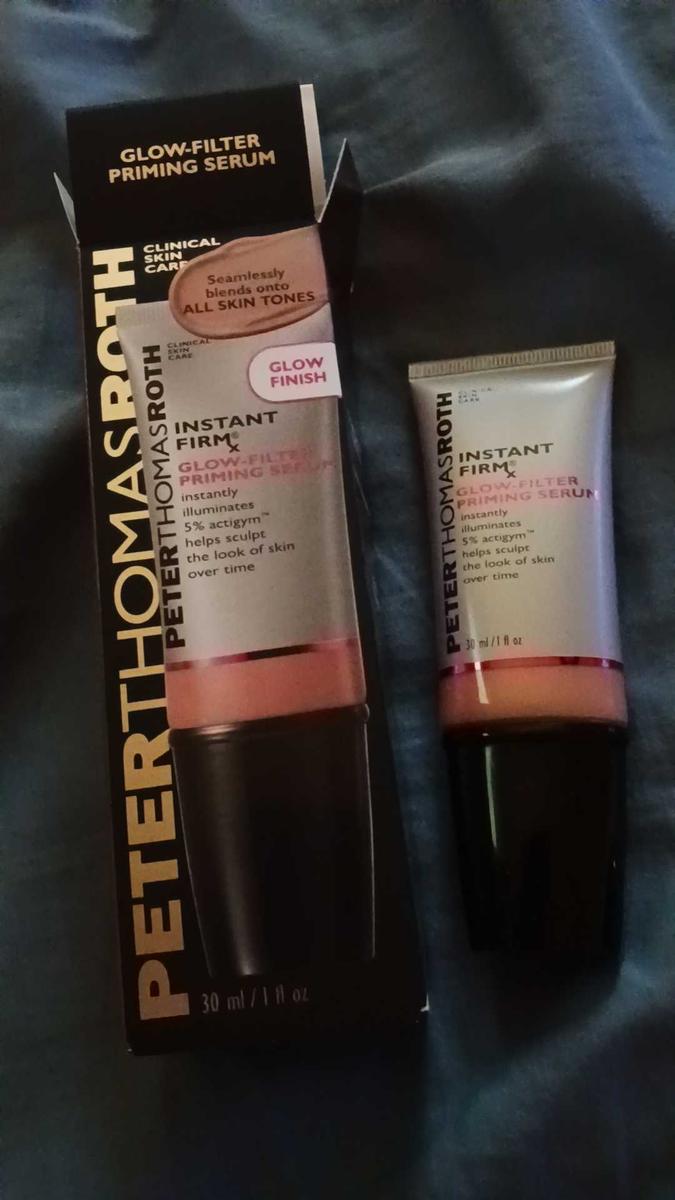 GLOW-FILTER
PRIMING SERUM
PETERTHOMASROTH
CLINICAL
SKIN
CARE
Seamlessly
blends onto
ALL SKIN TONES
GLOW
FINISH
PETERTHOMASROTH
CLINICAL
SKIN
CARE
INSTANT
FIRMx®
GLOW-FILTER
PRIMING SERUM
instantly
illuminates
5% actigym™
helps sculpt
the look of skin
over time
30 ml / 1 fl oz
PETERTHOMASROTH
CLINICAL
SKIN
CARE
INSTANT
FIRMx®
GLOW-FILTER
PRIMING SERUM
instantly
illuminates
5% actigym™
helps sculpt
the look of skin
over time
30 ml / 1 fl oz